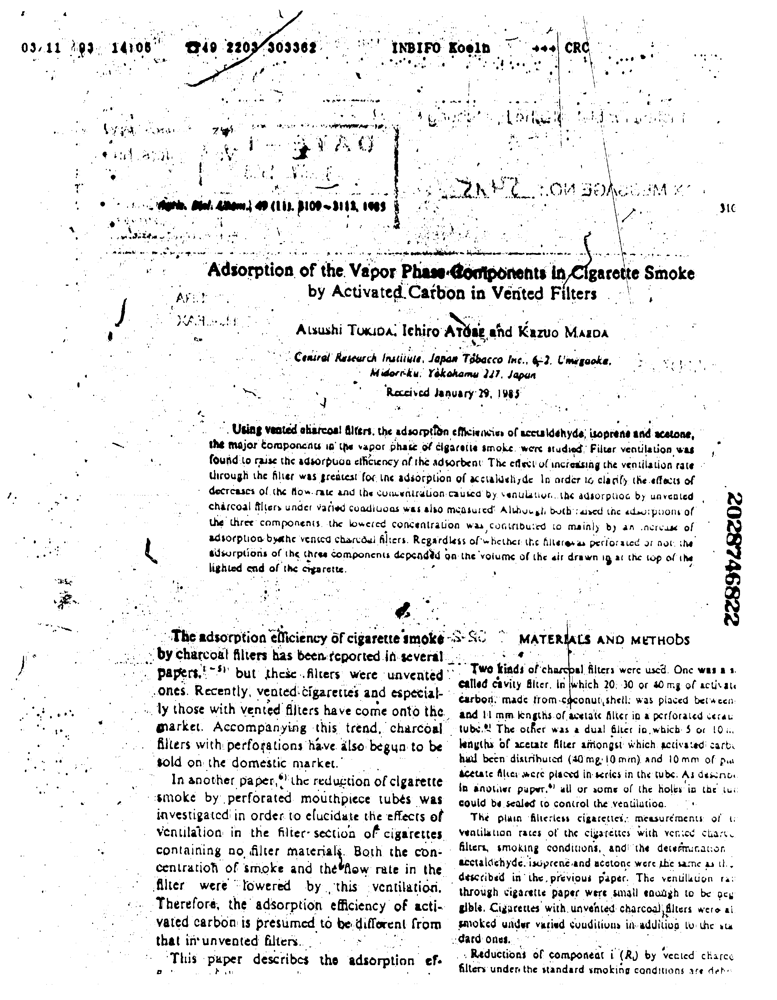 03/11 '93 14:05 ☎49 2203 303362 INBIFO Koeln →→→ CRC
Agric. Biol. Chem., 49 (11), 3109~3113, 1985
310
Adsorption of the Vapor Phase Components in Cigarette Smoke
by Activated Carbon in Vented Filters
Atsushi TOKIDA, Ichiro ATOBE and Kazuo MAEDA
Central Research Institute, Japan Tobacco Inc., 6–2, Umegaoka,
Midori-ku, Yokohama 227, Japan
Received January 29, 1985
Using vented charcoal filters, the adsorption efficiencies of acetaldehyde, isoprene and acetone,
the major components in the vapor phase of cigarette smoke, were studied. Filter ventilation was
found to raise the adsorption efficiency of the adsorbent. The effect of increasing the ventilation rate
through the filter was greatest for the adsorption of acetaldehyde. In order to clarify the effects of
decreases of the flow rate and the concentration caused by ventilation, the adsorption by unvented
charcoal filters under varied conditions was also measured. Although both raised the adsorptions of
the three components, the lowered concentration was contributed to mainly by an increase of
adsorption by the vented charcoal filters. Regardless of whether the filter was perforated or not, the
adsorptions of the three components depended on the volume of the air drawn in at the top of the
lighted end of the cigarette.
2028746822
The adsorption efficiency of cigarette smoke
by charcoal filters has been reported in several
papers,1~5) but these filters were unvented
ones. Recently, vented cigarettes and especial-
ly those with vented filters have come onto the
market. Accompanying this trend, charcoal
filters with perforations have also begun to be
sold on the domestic market.
In another paper,6) the reduction of cigarette
smoke by perforated mouthpiece tubes was
investigated in order to elucidate the effects of
ventilation in the filter section of cigarettes
containing no filter materials. Both the con-
centration of smoke and the flow rate in the
filter were lowered by this ventilation.
Therefore, the adsorption efficiency of acti-
vated carbon is presumed to be different from
that in unvented filters.
This paper describes the adsorption ef-
MATERIALS AND METHODS
Two kinds of charcoal filters were used. One was a s
called cavity filter, in which 20, 30 or 40 mg of activate
carbon, made from coconut shell, was placed between
and 11 mm lengths of acetate filter in a perforated
tube.6) The other was a dual filter in which 5 or 10
lengths of acetate filter amongst which activated carb
had been distributed (40 mg/10 mm) and 10 mm of
acetate filter were placed in series in the tube. As describe
in another paper,6) all or some of the holes in the
could be sealed to control the ventilation.
The plain filterless cigarettes, measurements of t
ventilation rates of the cigarettes with vented charc
filters, smoking conditions, and the determination
acetaldehyde, isoprene and acetone were the same as th
described in the previous paper. The ventilation ra
through cigarette paper were small enough to be neg
gible. Cigarettes with unvented charcoal filters were al
smoked under varied conditions in addition to the sta
dard ones.
Reductions of component i (Ri) by vented charco
filters under the standard smoking conditions are